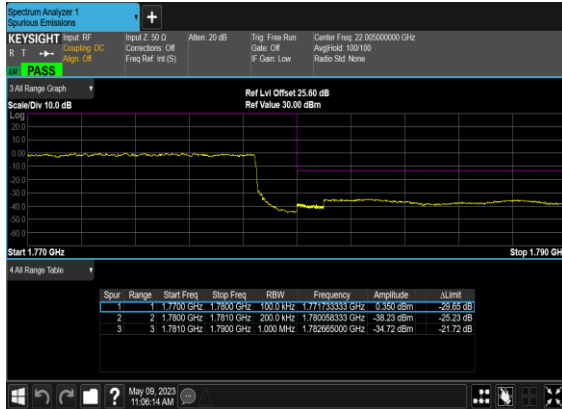 Spectrum Analyzer 1
Spurious Emissions
+
KEYSIGHT Input: RF Input Z: 50 Ω Atten: 20 dB Trig: Free Run Center Freq: 22.005000000 GHz
R T Coupling: DC Corrections: Off Gate: Off Avg|Hold: 100/100
Align: Off Freq Ref: Int (S) IF Gain: Low Radio Std: None
PASS
3 All Range Graph
Ref Lvl Offset 25.60 dB
Scale/Div 10.0 dB Ref Value 30.00 dBm
Log
20.0
10.0
0.00
-10.0
-20.0
-30.0
-40.0
-50.0
-60.0
Start 1.770 GHz Stop 1.790 GH
4 All Range Table
Spur Range Start Freq Stop Freq RBW Frequency Amplitude ΔLimit
1 1 1.7700 GHz 1.7800 GHz 100.0 kHz 1.771733333 GHz 0.350 dBm -29.65 dB
2 2 1.7800 GHz 1.7810 GHz 200.0 kHz 1.780058333 GHz -38.23 dBm -25.23 dB
3 3 1.7810 GHz 1.7900 GHz 1.000 MHz 1.782665000 GHz -34.72 dBm -21.72 dB
? May 09, 2023
11:06:14 AM